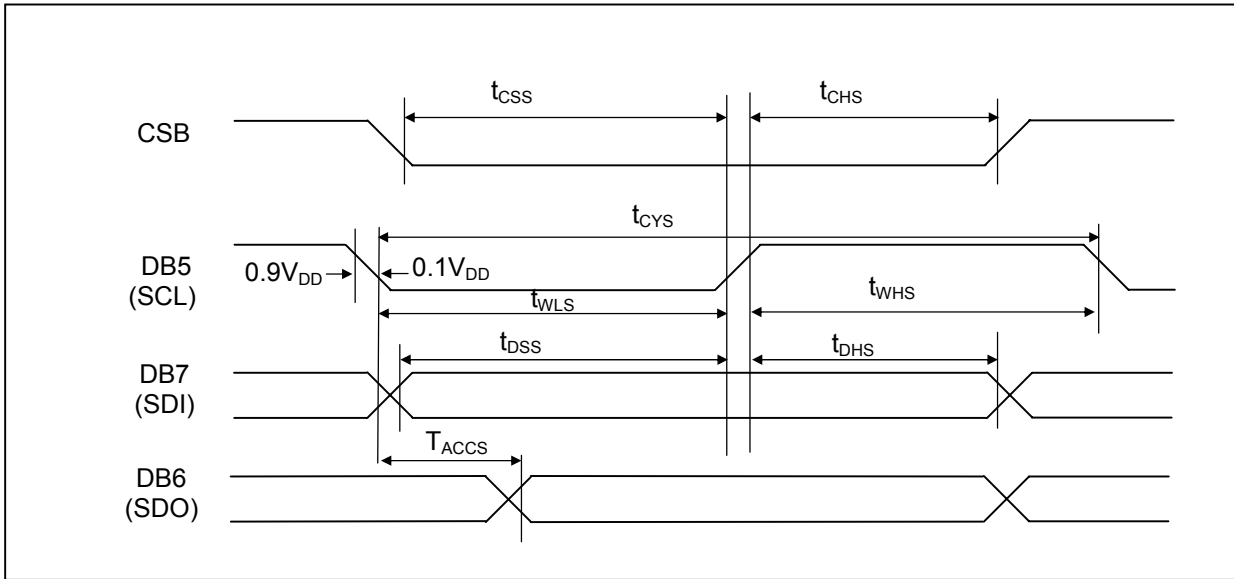 tCSS
tCHS
CSB
tCYS
DB5
(SCL)
0.9VDD
0.1VDD
tWLS
tWHS
tDSS
tDHS
DB7
(SDI)
TACCS
DB6
(SDO)